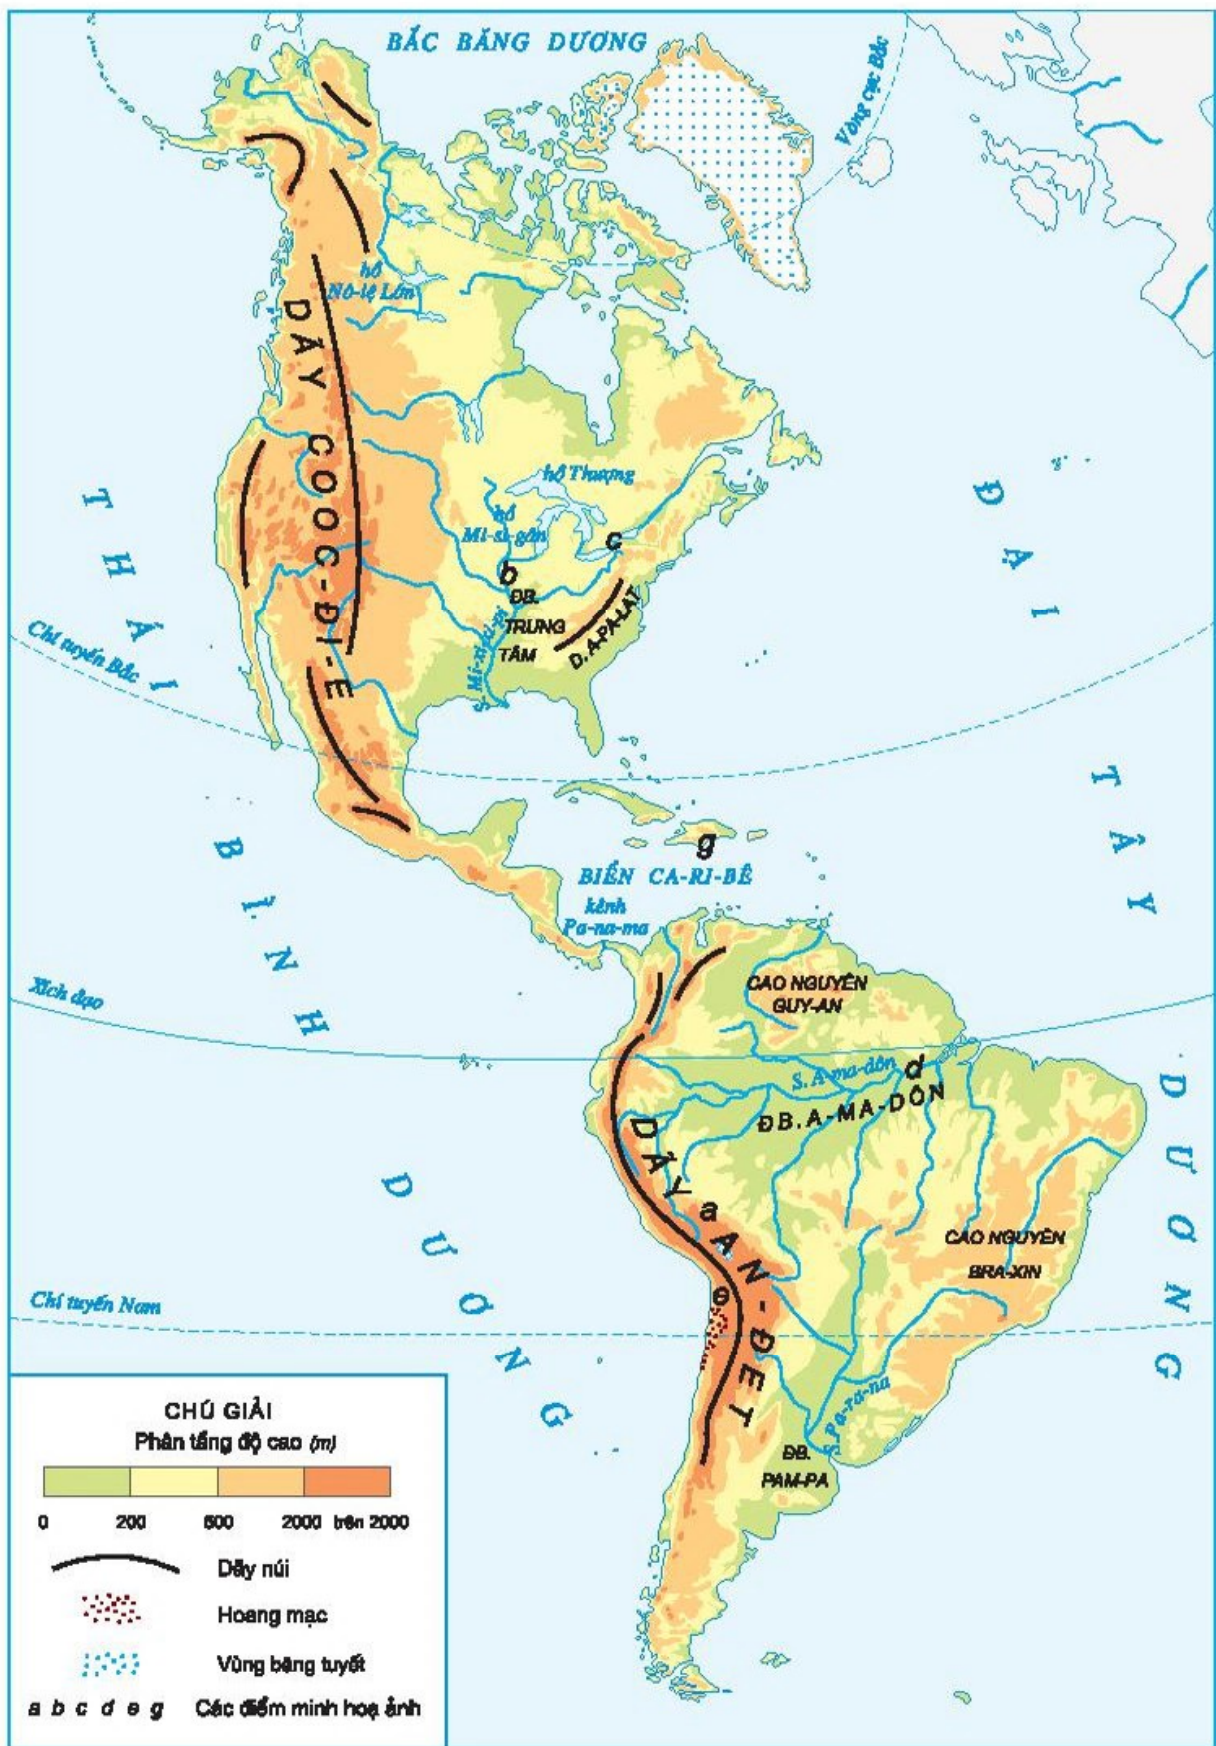 BẮC BĂNG DƯƠNG
Vòng cực Bắc
hồ
Nô-lệ Lớn
DÃY COOC-ĐI-E
hồ Thượng
hồ
Mi-si-gân
c
b
ĐB.
TRUNG
TÂM
S. Mi-xi-xi-pi
D. A-PA-LAT
THÁI BÌNH DƯƠNG
ĐẠI TÂY DƯƠNG
Chí tuyến Bắc
g
BIỂN CA-RI-BÊ
kênh
Pa-na-ma
Xích đạo
CAO NGUYÊN
GUY-AN
S. A-ma-dôn
d
ĐB. A-MA-DÔN
DÃY AN-ĐET
a
CAO NGUYÊN
BRA-XIN
e
Chí tuyến Nam
S. Pa-ra-na
ĐB.
PAM-PA
CHÚ GIẢI
Phân tầng độ cao (m)
0 200 500 2000 trên 2000
Dãy núi
Hoang mạc
Vùng băng tuyết
a b c d e g Các điểm minh hoạ ảnh